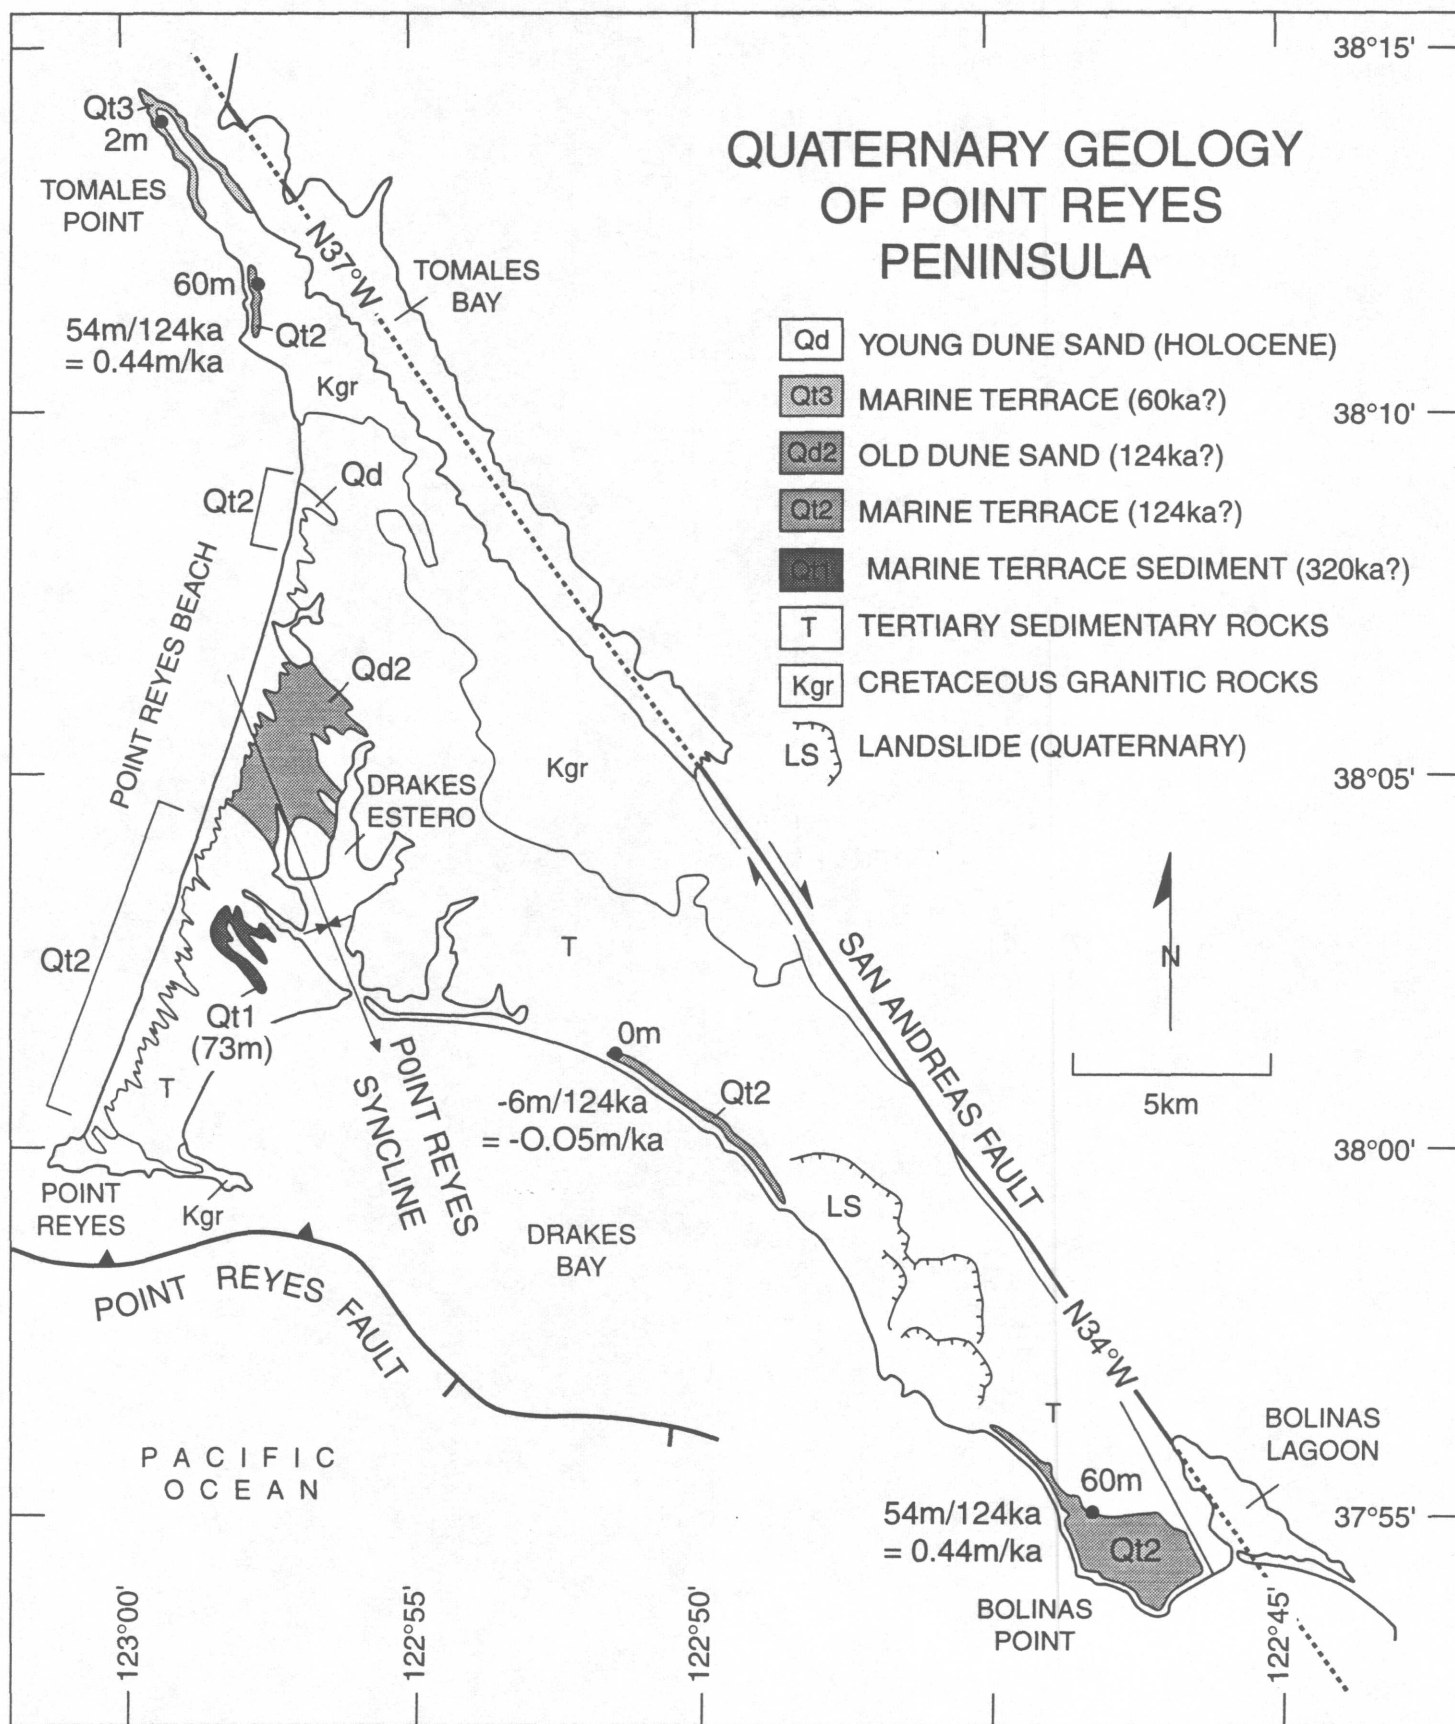 38°15'
QUATERNARY GEOLOGY
OF POINT REYES
PENINSULA
Qt3
2m
TOMALES
POINT
N37°W
TOMALES
BAY
60m
54m/124ka
= 0.44m/ka
Qt2
Kgr
Qd YOUNG DUNE SAND (HOLOCENE)
Qt3 MARINE TERRACE (60ka?)
Qd2 OLD DUNE SAND (124ka?)
Qt2 MARINE TERRACE (124ka?)
Qt1 MARINE TERRACE SEDIMENT (320ka?)
T TERTIARY SEDIMENTARY ROCKS
Kgr CRETACEOUS GRANITIC ROCKS
LS LANDSLIDE (QUATERNARY)
38°10'
Qd
Qt2
POINT REYES BEACH
Qd2
Kgr
38°05'
DRAKES
ESTERO
Qt2
T
SAN ANDREAS FAULT
N
5km
Qt1
(73m)
T
0m
Qt2
-6m/124ka
= -0.05m/ka
POINT REYES
SYNCLINE
38°00'
POINT
REYES
Kgr
LS
DRAKES
BAY
POINT REYES FAULT
N34°W
T
PACIFIC
OCEAN
BOLINAS
LAGOON
60m
54m/124ka
= 0.44m/ka
Qt2
37°55'
BOLINAS
POINT
123°00'
122°55'
122°50'
122°45'